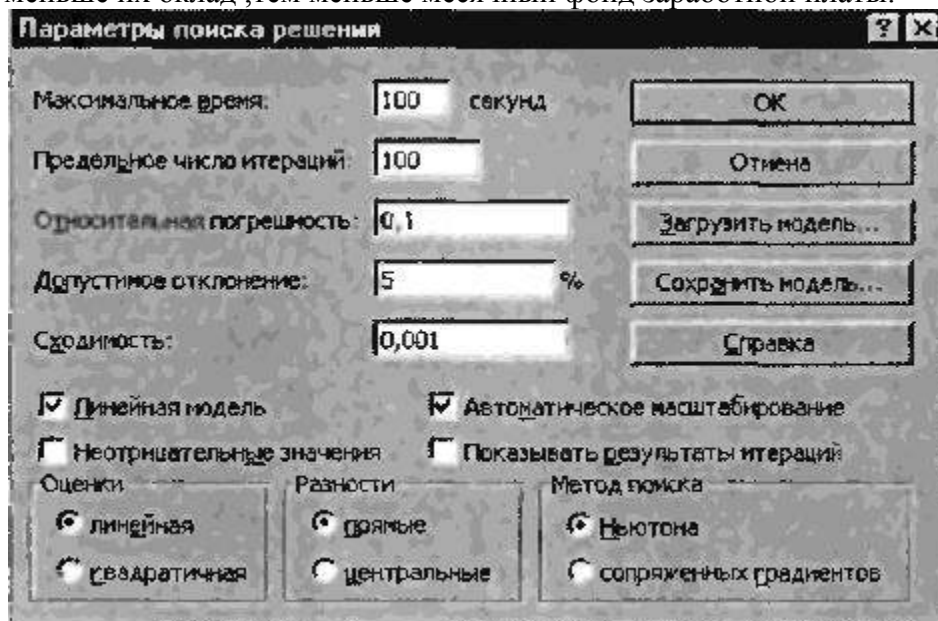 меньше их оклад ,тем меньше месячный фонд заработной платы.
Параметры поиска решения
Максимальное время: 100 секунд ОК
Предельное число итераций: 100 Отмена
Относительная погрешность: 0,1 Загрузить модель...
Допустимое отклонение: 5 % Сохранить модель...
Сходимость: 0,001 Справка
Линейная модель Автоматическое масштабирование
Неотрицательные значения Показывать результаты итераций
Оценки Разности Метод поиска
линейная прямые Ньютона
квадратичная центральные сопряженных градиентов